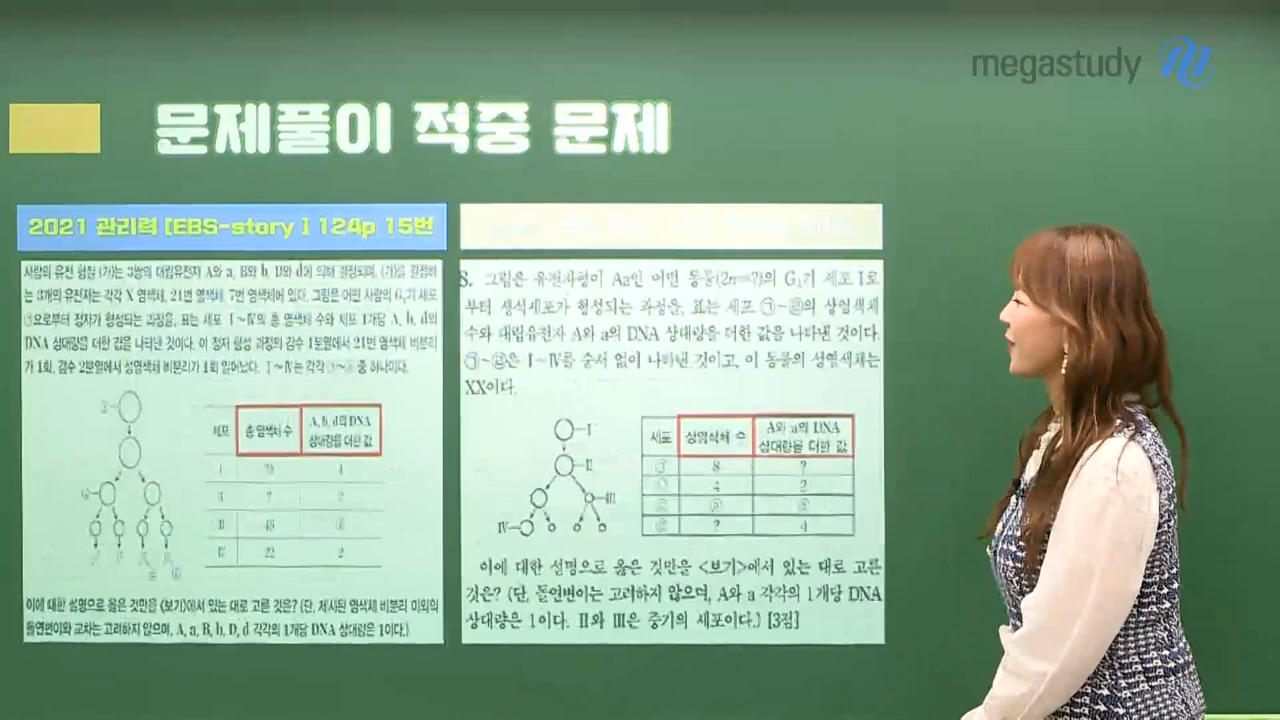 megastudy
문제풀이 적중 문제
2021 관리력 [EBS-story ] 124p 15번
사람의 유전 형질 (가)는 3쌍의 대립유전자 A와 a, B와 b, D와 d에 의해 결정되며, (가)를 결정하
는 3개의 유전자는 각각 X 염색체, 21번 염색체, 7번 염색체에 있다. 그림은 어떤 사람의 G₁기 세포
으로부터 정자가 형성되는 과정을, 표는 세포 Ⅰ~Ⅳ의 총 염색체 수와 세포 1개당 A, b, d의
DNA 상대량을 더한 값을 나타낸 것이다. 이 정자 형성 과정의 감수 1분열에서 21번 염색체 비분리
가 1회, 감수 2분열에서 성염색체 비분리가 1회 일어났다. Ⅰ~Ⅳ는 각각 중 하나이다.
세포 총 염색체 수 A, b, d의 DNA
상대량을 더한 값
Ⅰ 4
Ⅱ ? 2
Ⅲ
Ⅳ 22 2
이에 대한 설명으로 옳은 것만을 〈보기〉에서 있는 대로 고른 것은? (단, 제시된 염색체 비분리 이외의
돌연변이와 교차는 고려하지 않으며, A, a, B, b, D, d 각각의 1개당 DNA 상대량은 1이다.)
8. 그림은 유전자형이 Aa인 어떤 동물(2n=?)의 G₁기 세포 Ⅰ로
부터 생식세포가 형성되는 과정을, 표는 세포 ㉠~㉣의 상염색체
수와 대립유전자 A와 a의 DNA 상대량을 더한 값을 나타낸 것이다.
㉠~㉣은 Ⅰ~Ⅳ를 순서 없이 나타낸 것이고, 이 동물의 성염색체는
XX이다.
Ⅰ
Ⅱ
Ⅲ
Ⅳ
세포 상염색체 수 A와 a의 DNA
상대량을 더한 값
㉠ 8 ?
㉡ 4 2
㉢ ⓐ ⓑ
㉣ ? 4
이에 대한 설명으로 옳은 것만을 <보기>에서 있는 대로 고른
것은? (단, 돌연변이는 고려하지 않으며, A와 a 각각의 1개당 DNA
상대량은 1이다. Ⅱ와 Ⅲ은 중기의 세포이다.) [3점]